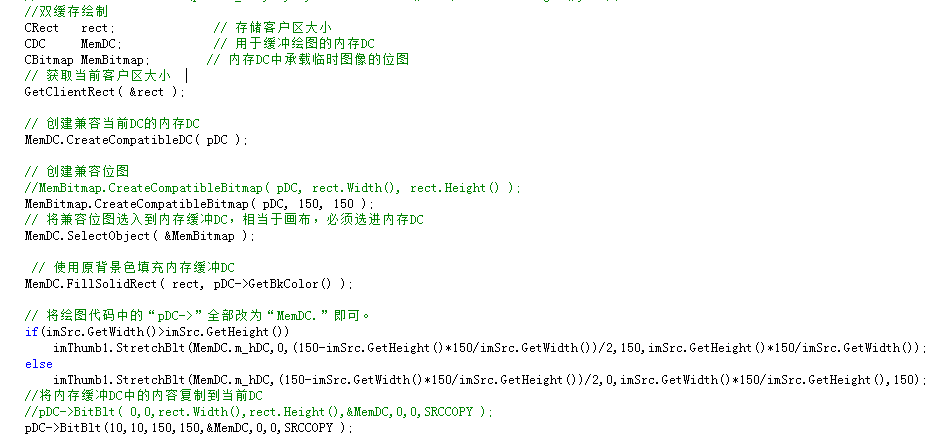 //双缓存绘制
CRect rect; // 存储客户区大小
CDC MemDC; // 用于缓冲绘图的内存DC
CBitmap MemBitmap; // 内存DC中承载临时图像的位图
// 获取当前客户区大小
GetClientRect( &rect );
// 创建兼容当前DC的内存DC
MemDC.CreateCompatibleDC( pDC );
// 创建兼容位图
//MemBitmap.CreateCompatibleBitmap( pDC, rect.Width(), rect.Height() );
MemBitmap.CreateCompatibleBitmap( pDC, 150, 150 );
// 将兼容位图选入到内存缓冲DC，相当于画布，必须选进内存DC
MemDC.SelectObject( &MemBitmap );
// 使用原背景色填充内存缓冲DC
MemDC.FillSolidRect( rect, pDC->GetBkColor() );
// 将绘图代码中的“pDC->”全部改为“MemDC.”即可。
if(imSrc.GetWidth()>imSrc.GetHeight())
imThumb1.StretchBlt(MemDC.m_hDC,0,(150-imSrc.GetHeight()*150/imSrc.GetWidth())/2,150,imSrc.GetHeight()*150/imSrc.GetWidth());
else
imThumb1.StretchBlt(MemDC.m_hDC,(150-imSrc.GetWidth()*150/imSrc.GetHeight())/2,0,imSrc.GetWidth()*150/imSrc.GetHeight(),150);
//将内存缓冲DC中的内容复制到当前DC
//pDC->BitBlt( 0,0,rect.Width(),rect.Height(),&MemDC,0,0,SRCCOPY );
pDC->BitBlt(10,10,150,150,&MemDC,0,0,SRCCOPY );